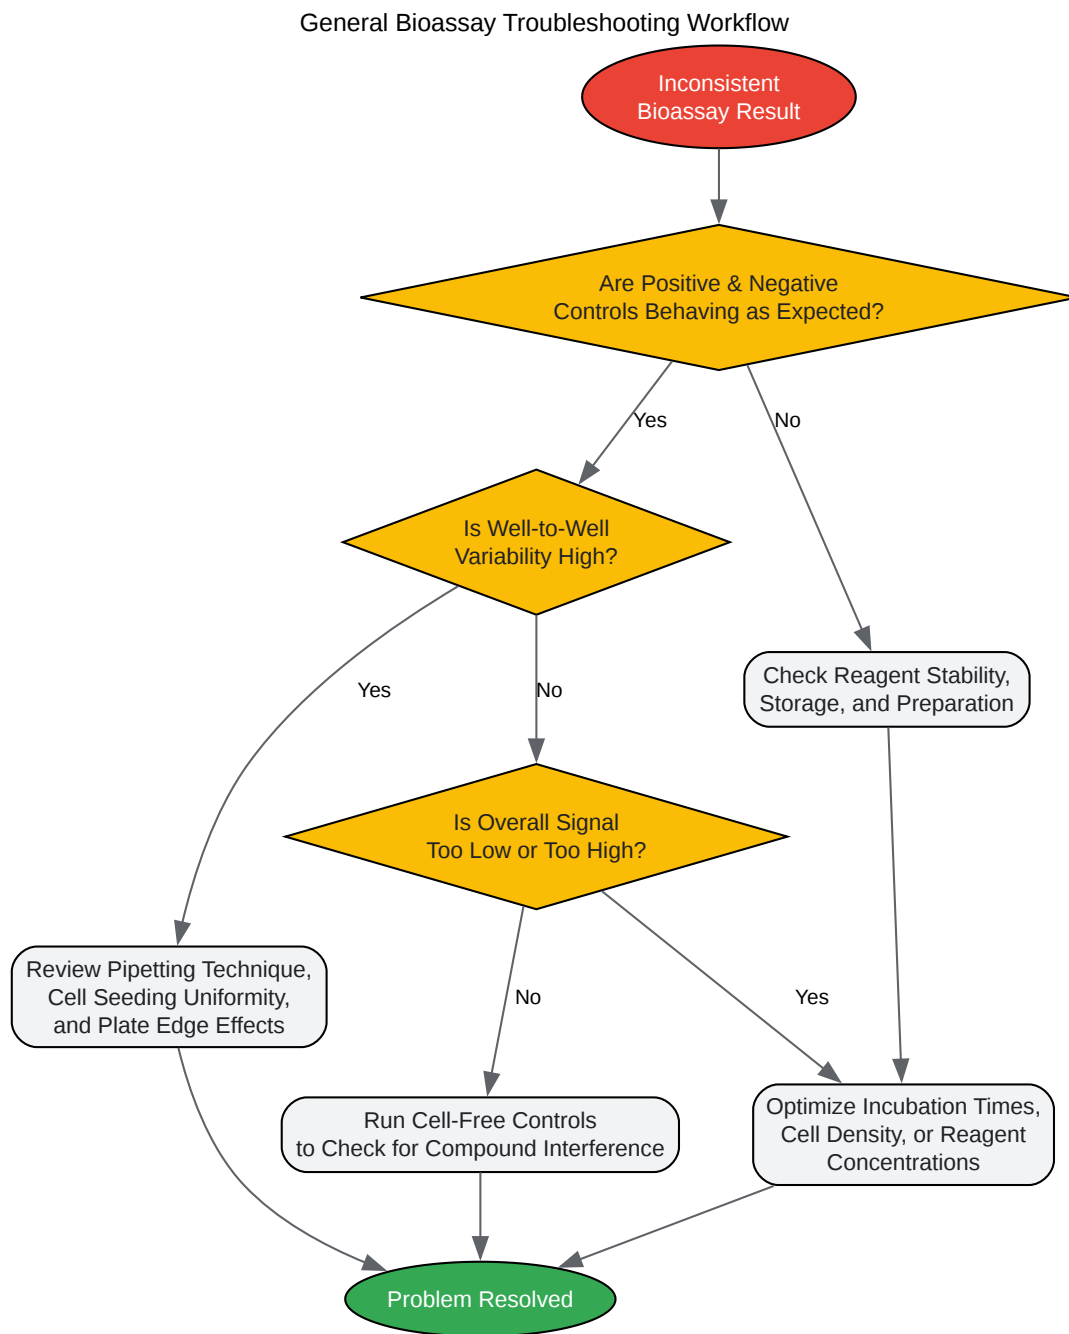 General Bioassay Troubleshooting Workflow
Inconsistent
Bioassay Result
Are Positive & Negative
Controls Behaving as Expected?
Yes
No
Is Well-to-Well
Variability High?
Check Reagent Stability,
Storage, and Preparation
Yes
No
Is Overall Signal
Too Low or Too High?
Review Pipetting Technique,
Cell Seeding Uniformity,
and Plate Edge Effects
No
Yes
Run Cell-Free Controls
to Check for Compound Interference
Optimize Incubation Times,
Cell Density, or Reagent
Concentrations
Problem Resolved